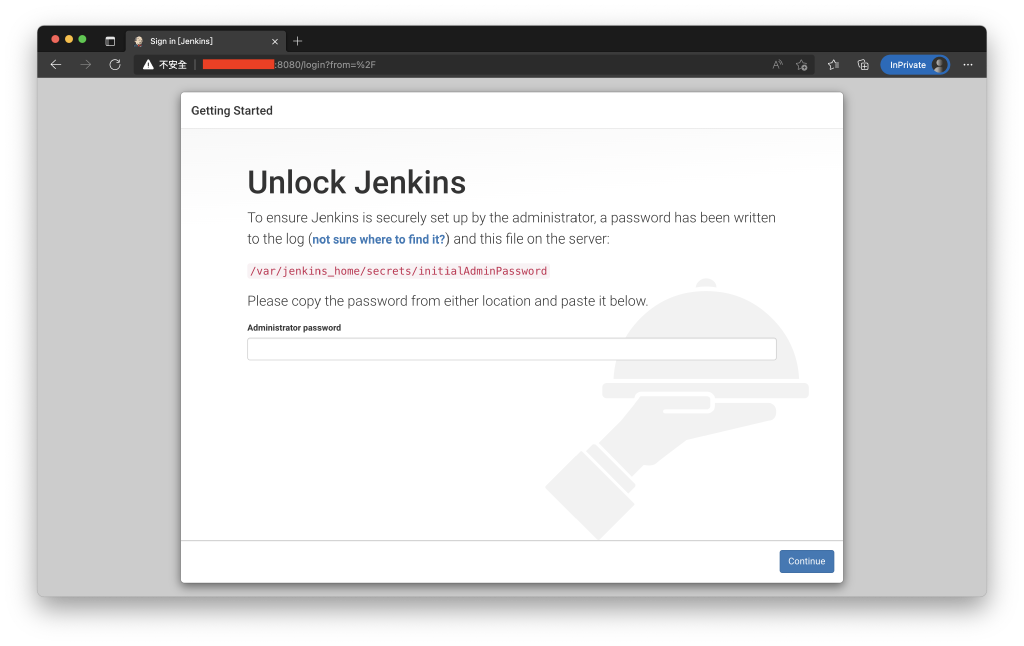 Sign in [Jenkins]
不安全 | :8080/login?from=%2F
InPrivate
Getting Started
Unlock Jenkins
To ensure Jenkins is securely set up by the administrator, a password has been written
to the log (not sure where to find it?) and this file on the server:
/var/jenkins_home/secrets/initialAdminPassword
Please copy the password from either location and paste it below.
Administrator password
Continue